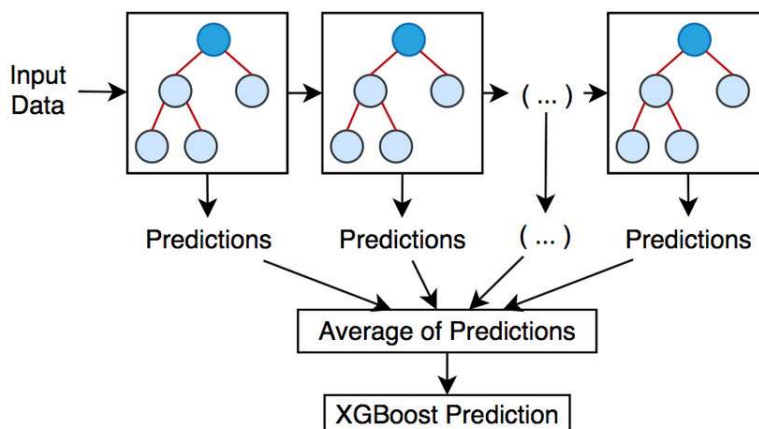 Input
Data
( ... )
Predictions
Predictions
( ... )
Predictions
Average of Predictions
XGBoost Prediction